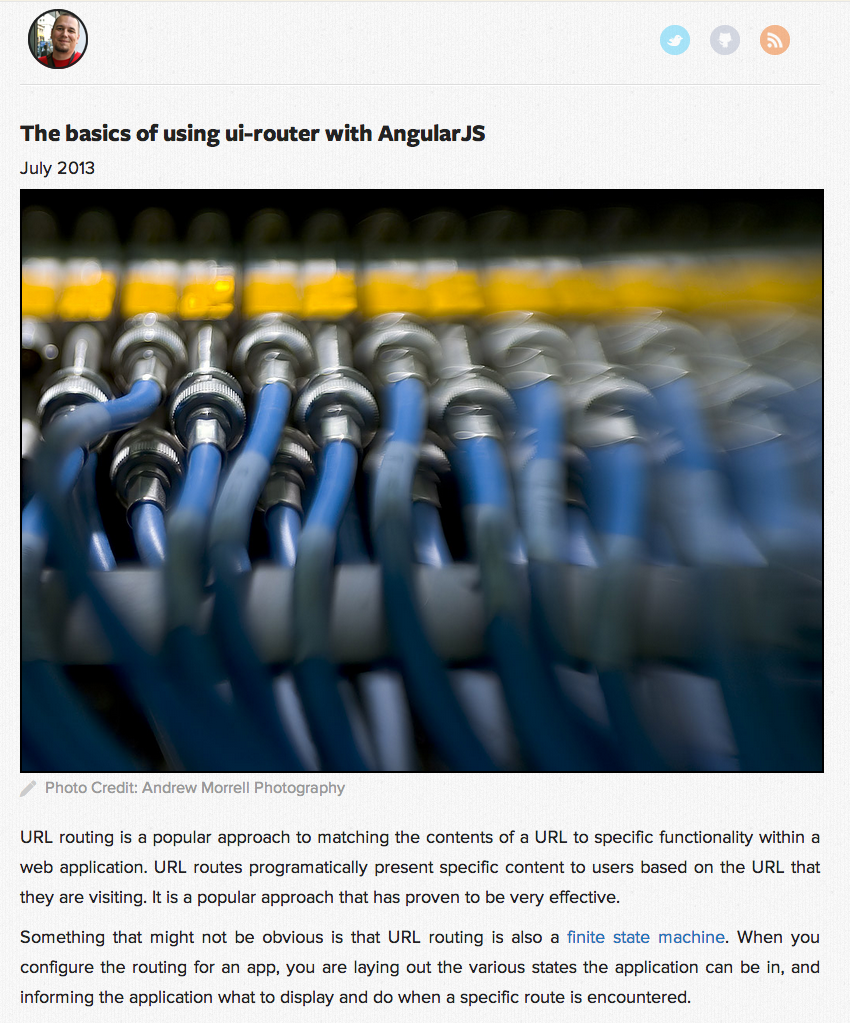 The basics of using ui-router with AngularJS
July 2013
Photo Credit: Andrew Morrell Photography
URL routing is a popular approach to matching the contents of a URL to specific functionality within a
web application. URL routes programatically present specific content to users based on the URL that
they are visiting. It is a popular approach that has proven to be very effective.
Something that might not be obvious is that URL routing is also a finite state machine. When you
configure the routing for an app, you are laying out the various states the application can be in, and
informing the application what to display and do when a specific route is encountered.